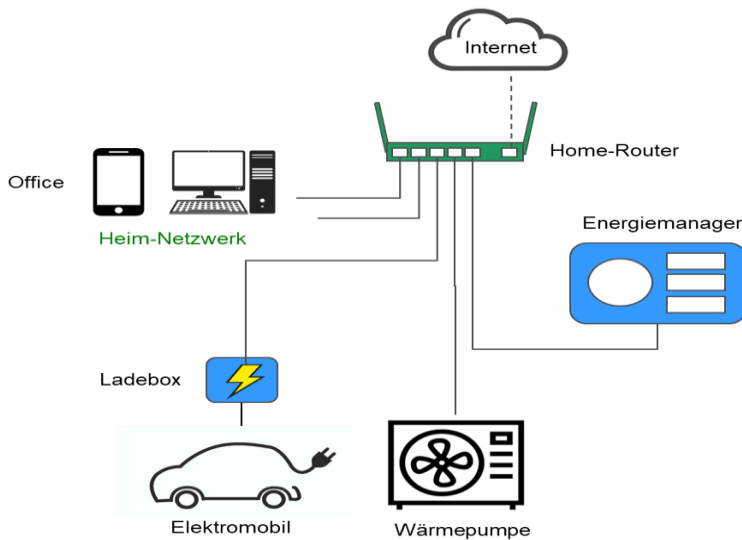 Internet
Home-Router
Office
Heim-Netzwerk
Energiemanager
Ladebox
Elektromobil
Wärmepumpe